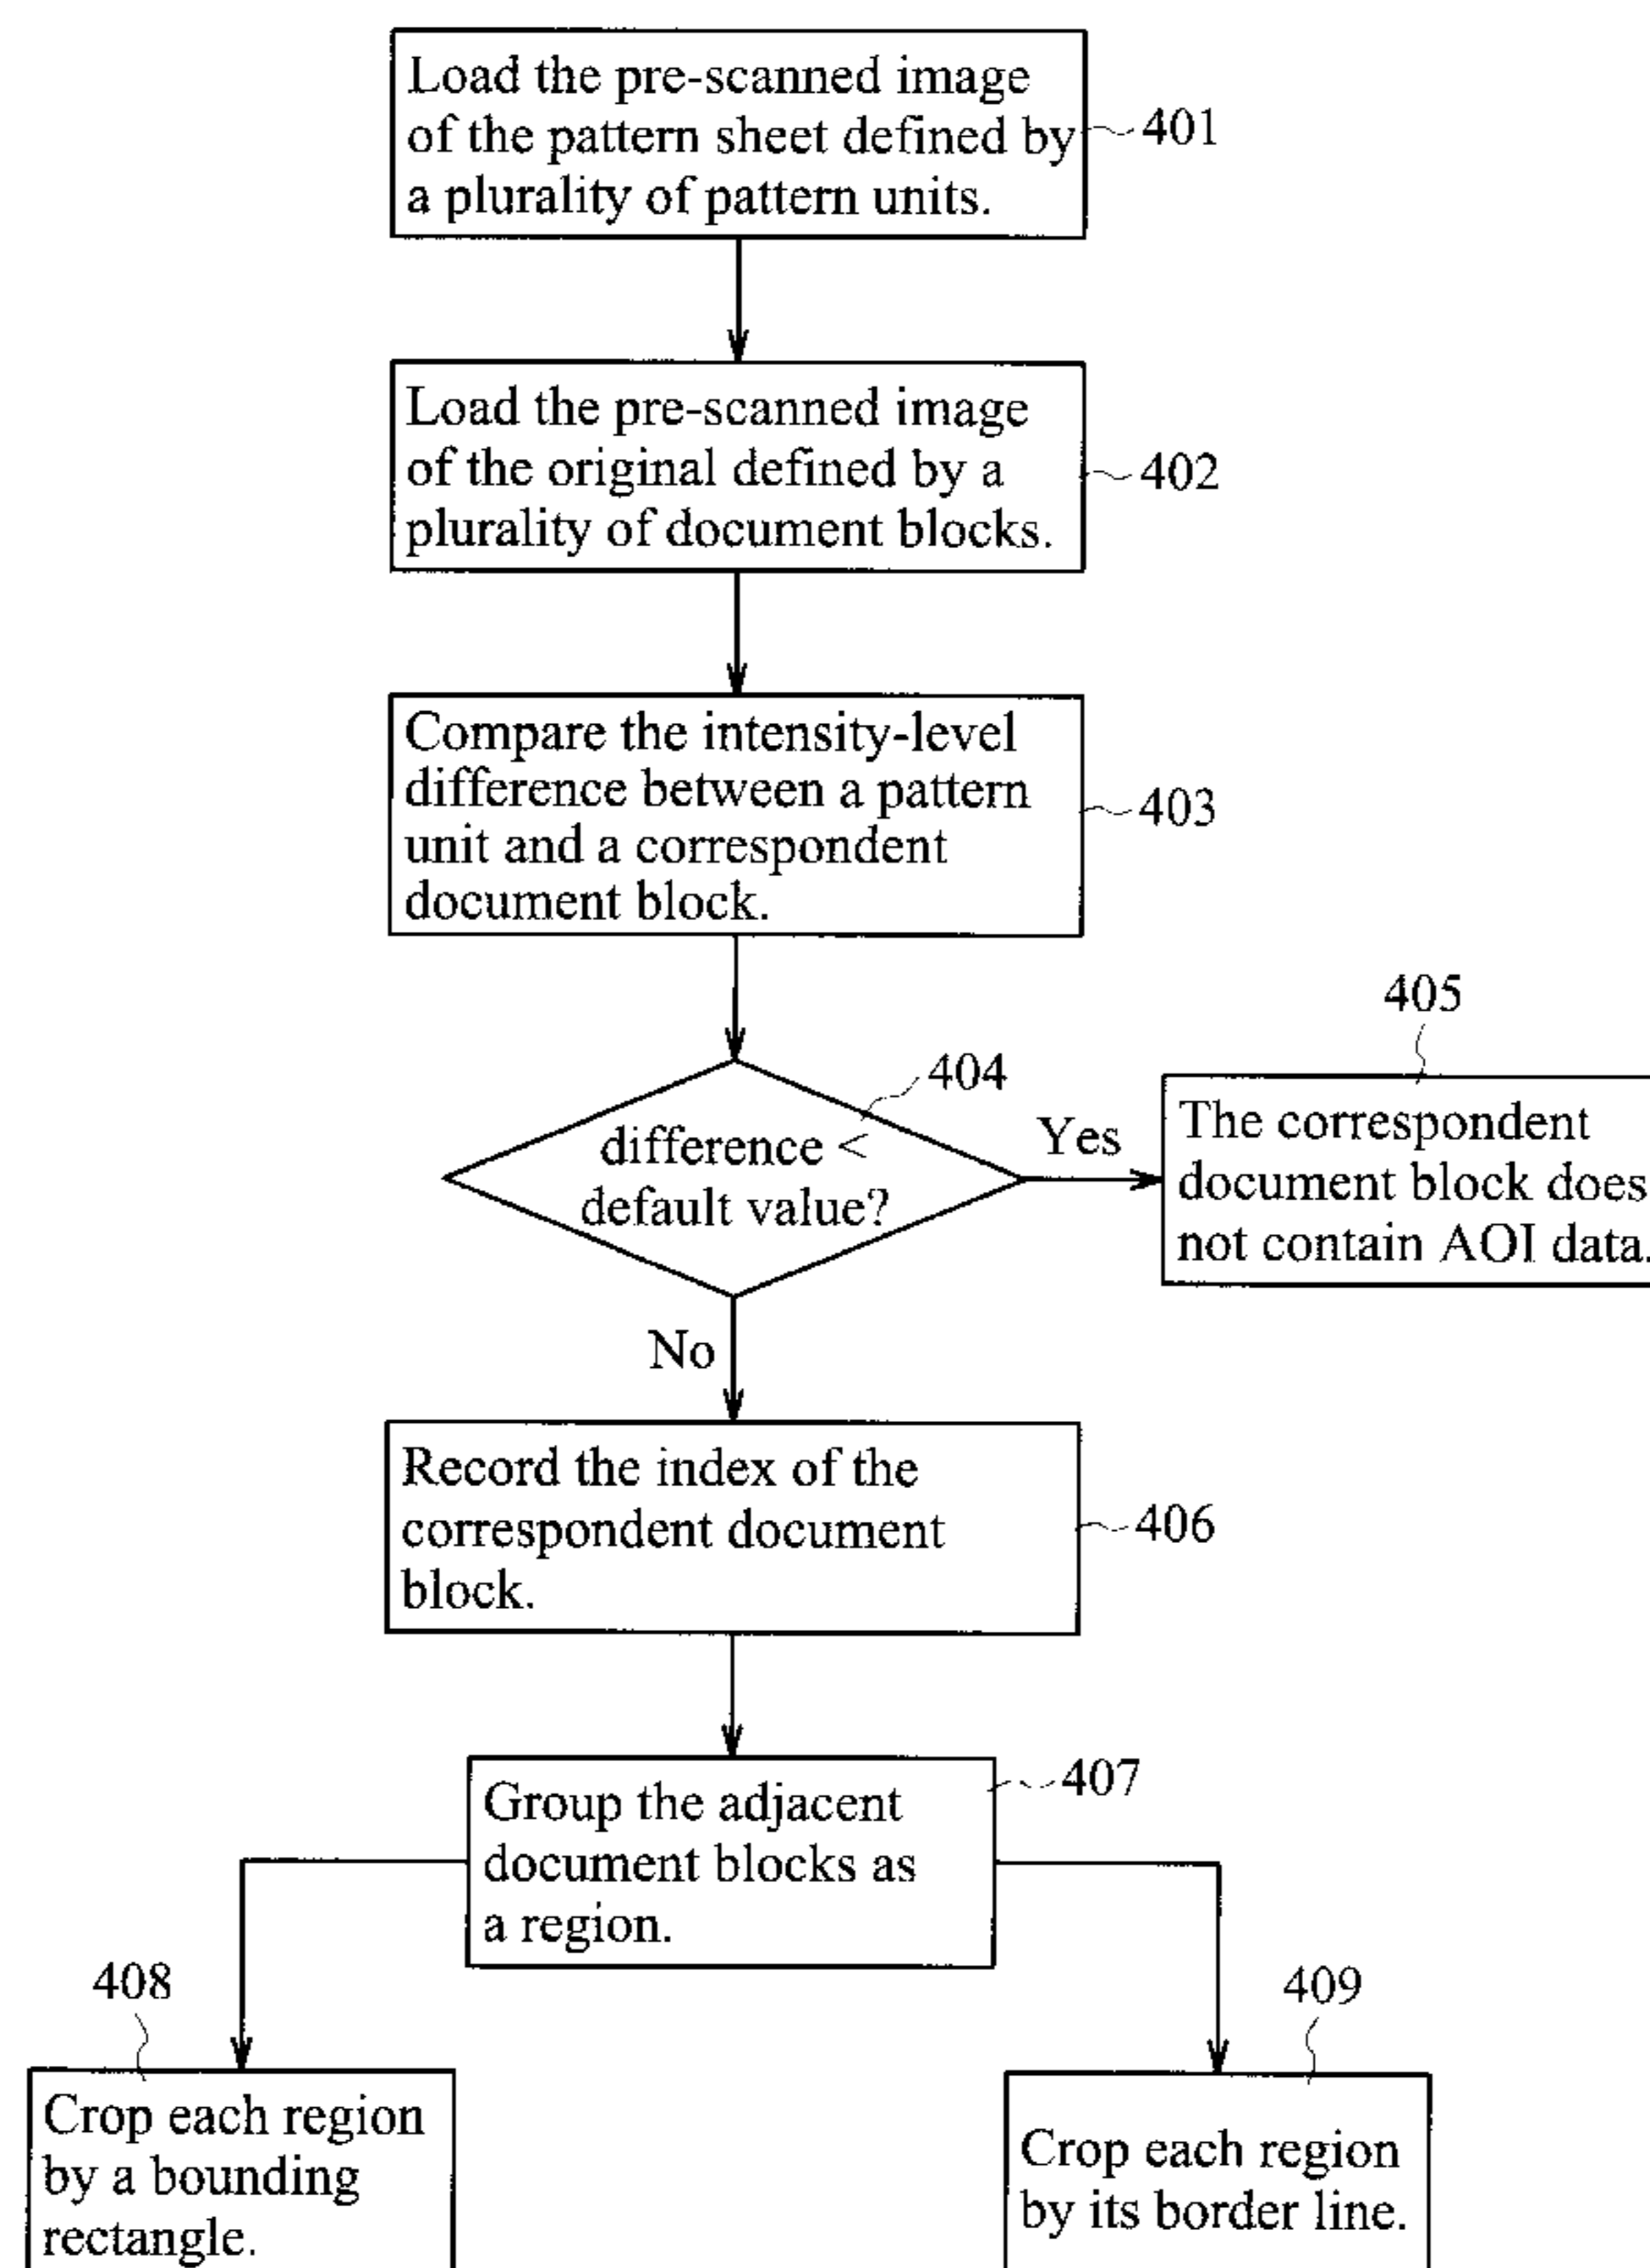 Load the pre-scanned image
of the pattern sheet defined by
a plurality of pattern units.
401
Load the pre-scanned image
of the original defined by a
plurality of document blocks.
402
Compare the intensity-level
difference between a pattern
unit and a correspondent
document block.
403
404
difference <
default value?
Yes
405
The correspondent
document block does
not contain AOI data.
No
Record the index of the
correspondent document
block.
406
Group the adjacent
document blocks as
a region.
407
408
Crop each region
by a bounding
rectangle.
409
Crop each region
by its border line.